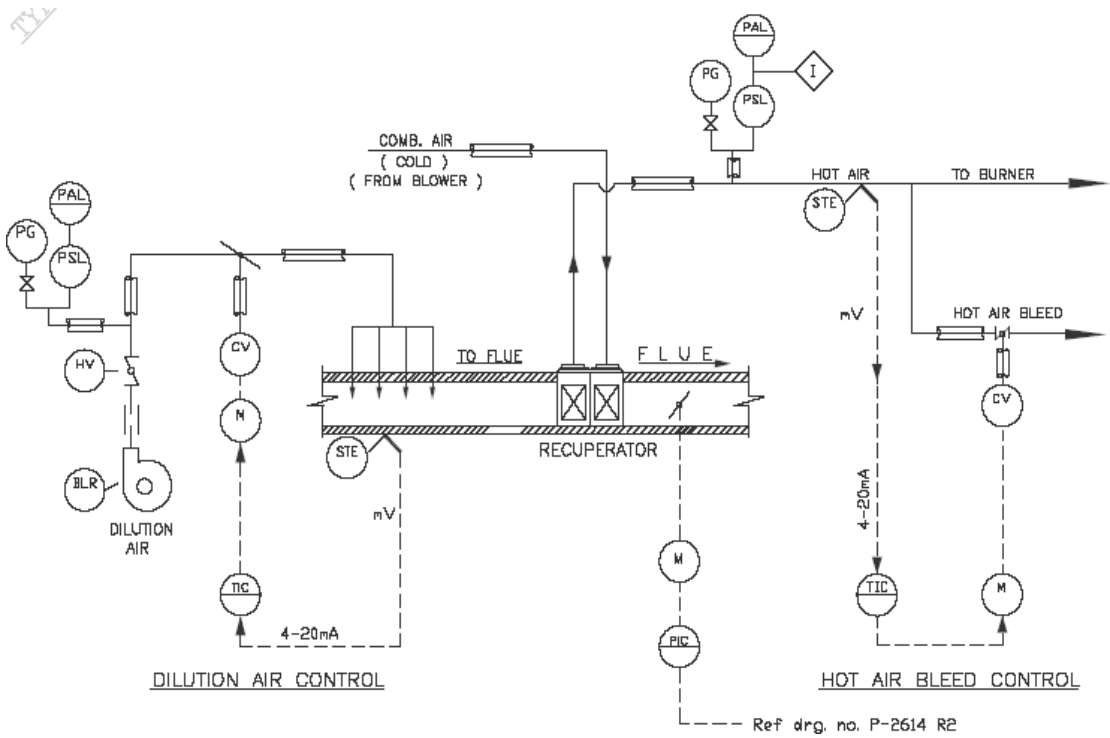 TY
PAL
PG
I
PSL
COMB. AIR
( COLD )
( FROM BLOWER )
HOT AIR
TO BURNER
STE
PAL
PG
PSL
mV
HOT AIR BLEED
HV
CV
TO FLUE
FLUE
CV
M
STE
RECUPERATOR
BLR
mV
4-20mA
DILUTION
AIR
M
TIC
TIC
M
4-20mA
PIC
DILUTION AIR CONTROL
HOT AIR BLEED CONTROL
Ref drg. no. P-2614 R2